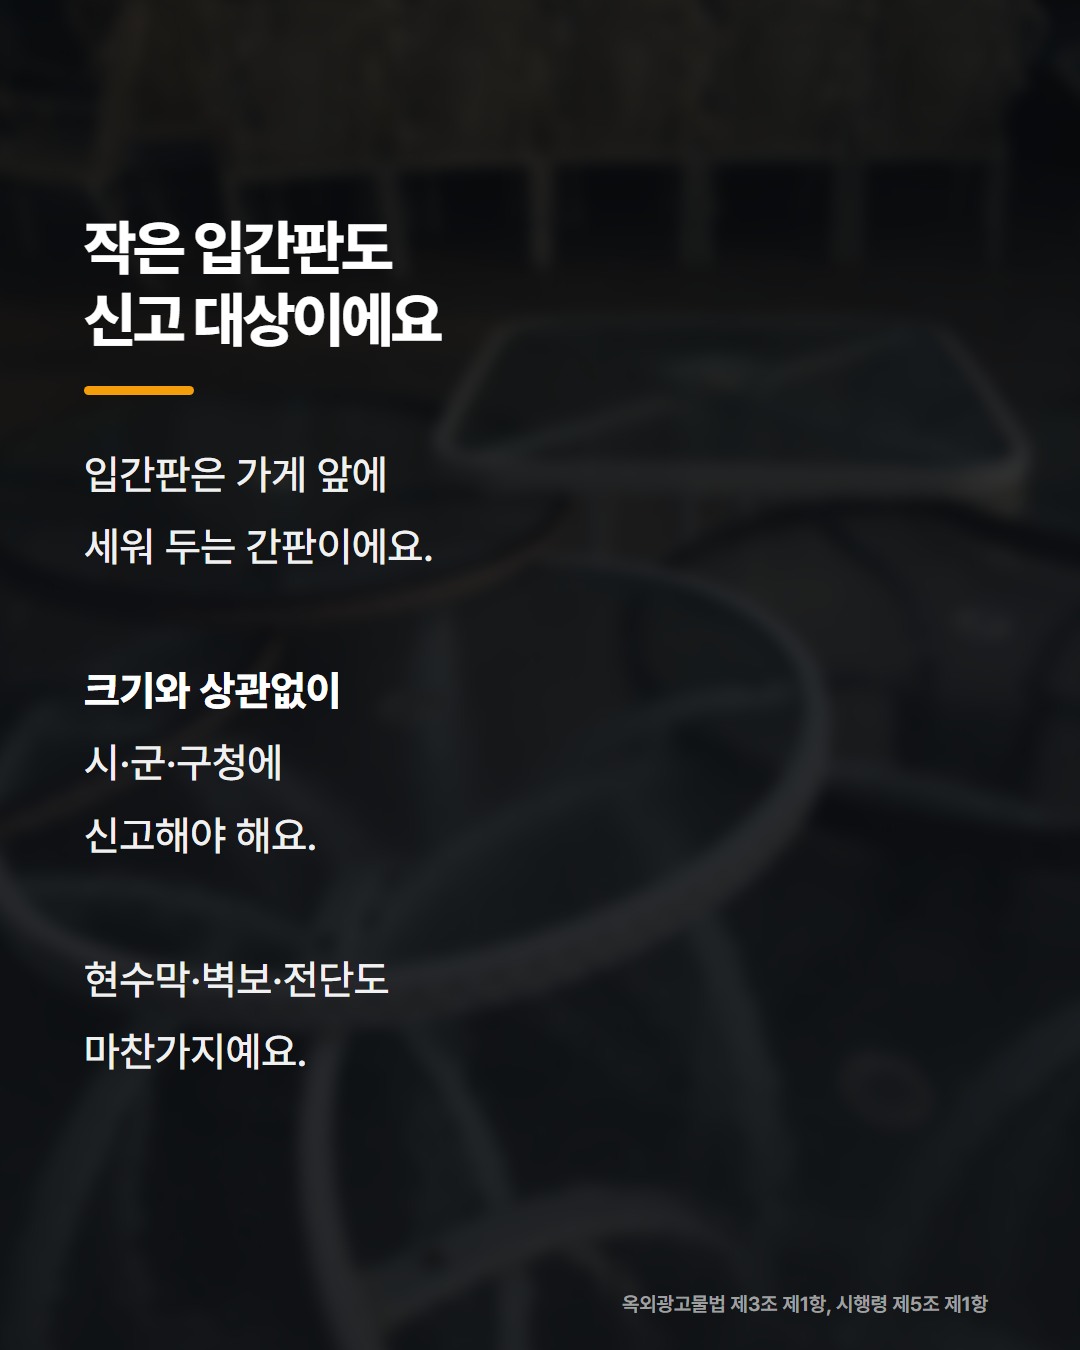 작은 입간판도
신고 대상이에요
입간판은 가게 앞에
세워 두는 간판이에요.
크기와 상관없이
시·군·구청에
신고해야 해요.
현수막·벽보·전단도
마찬가지예요.
옥외광고물법 제3조 제1항, 시행령 제5조 제1항